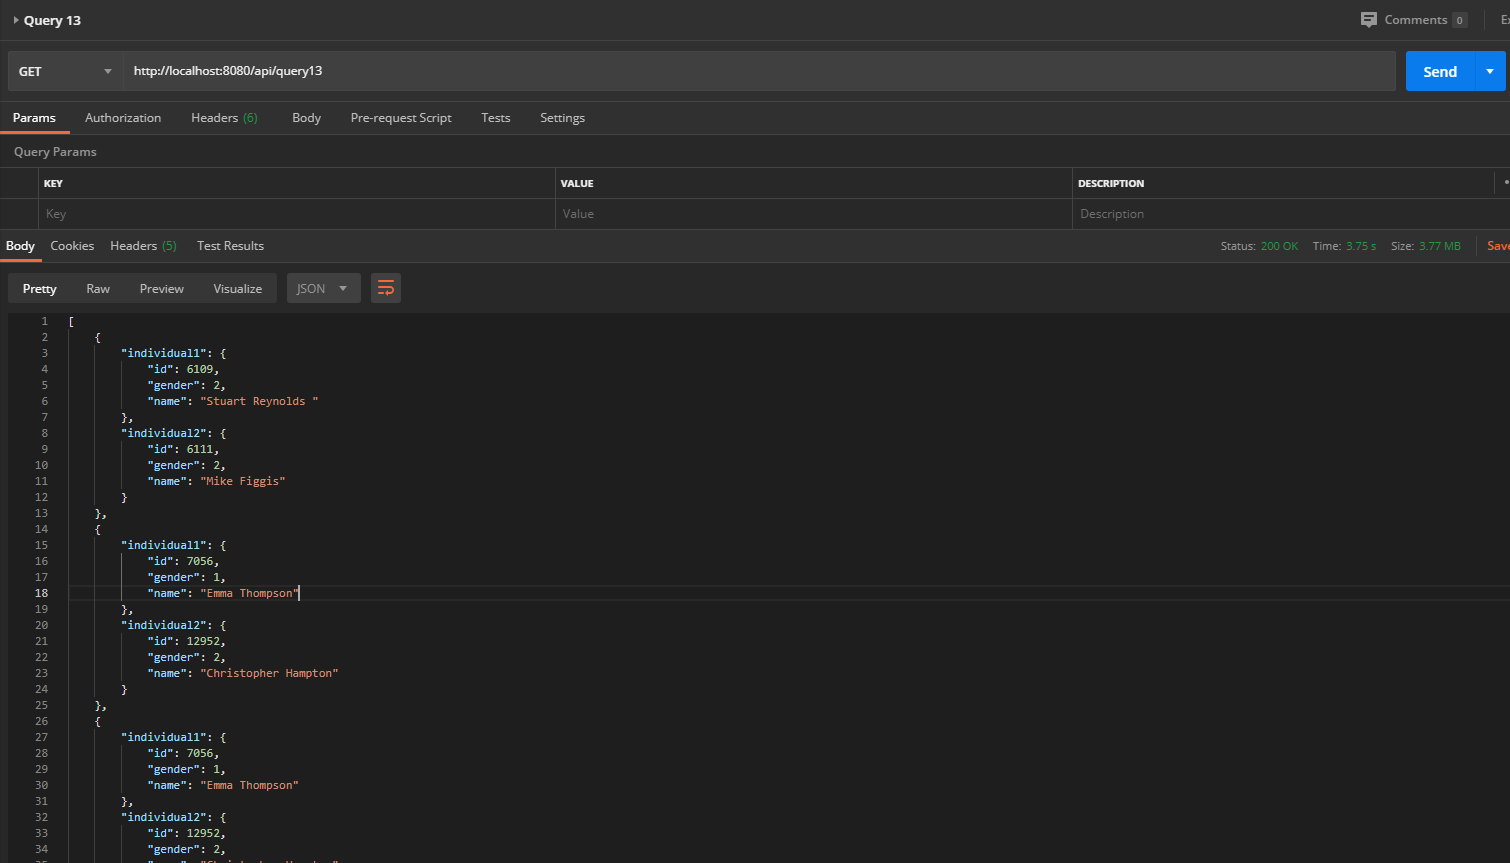 Query 13
Comments 0
GET http://localhost:8080/api/query13 Send
Params Authorization Headers (6) Body Pre-request Script Tests Settings
Query Params
KEY VALUE DESCRIPTION
Key Value Description
Body Cookies Headers (5) Test Results Status: 200 OK Time: 3.75 s Size: 3.77 MB Save
Pretty Raw Preview Visualize JSON
1 [
2 {
3 "individual1": {
4 "id": 6109,
5 "gender": 2,
6 "name": "Stuart Reynolds "
7 },
8 "individual2": {
9 "id": 6111,
10 "gender": 2,
11 "name": "Mike Figgis"
12 }
13 },
14 {
15 "individual1": {
16 "id": 7056,
17 "gender": 1,
18 "name": "Emma Thompson"
19 },
20 "individual2": {
21 "id": 12952,
22 "gender": 2,
23 "name": "Christopher Hampton"
24 }
25 },
26 {
27 "individual1": {
28 "id": 7056,
29 "gender": 1,
30 "name": "Emma Thompson"
31 },
32 "individual2": {
33 "id": 12952,
34 "gender": 2,